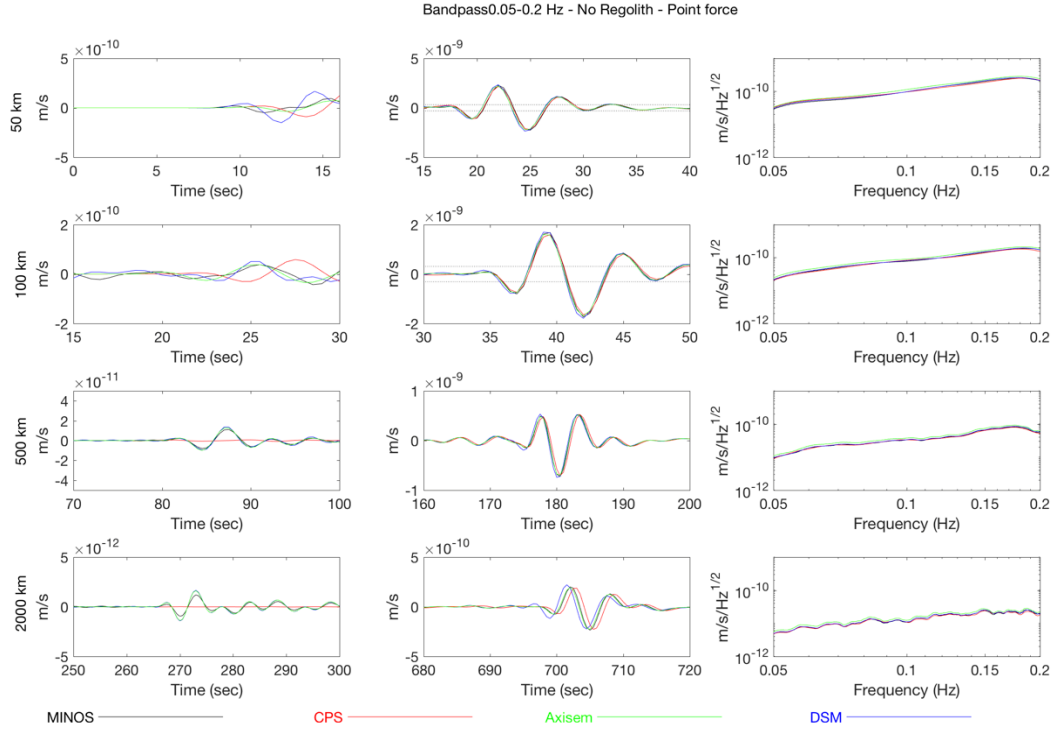 Bandpass0.05-0.2 Hz - No Regolith - Point force
50 km
m/s
×10^-10
5
0
-5
0 5 10 15
Time (sec)
m/s
×10^-9
5
0
-5
15 20 25 30 35 40
Time (sec)
m/s/Hz^1/2
10^-10
10^-12
0.05 0.1 0.15 0.2
Frequency (Hz)
100 km
m/s
×10^-10
2
0
-2
15 20 25 30
Time (sec)
m/s
×10^-9
2
0
-2
30 35 40 45 50
Time (sec)
m/s/Hz^1/2
10^-10
10^-12
0.05 0.1 0.15 0.2
Frequency (Hz)
500 km
m/s
×10^-11
4
2
0
-2
-4
70 80 90 100
Time (sec)
m/s
×10^-9
1
0
-1
160 170 180 190 200
Time (sec)
m/s/Hz^1/2
10^-10
10^-12
0.05 0.1 0.15 0.2
Frequency (Hz)
2000 km
m/s
×10^-12
5
0
-5
250 260 270 280 290 300
Time (sec)
m/s
×10^-10
5
0
-5
680 690 700 710 720
Time (sec)
m/s/Hz^1/2
10^-10
10^-12
0.05 0.1 0.15 0.2
Frequency (Hz)
MINOS CPS Axisem DSM